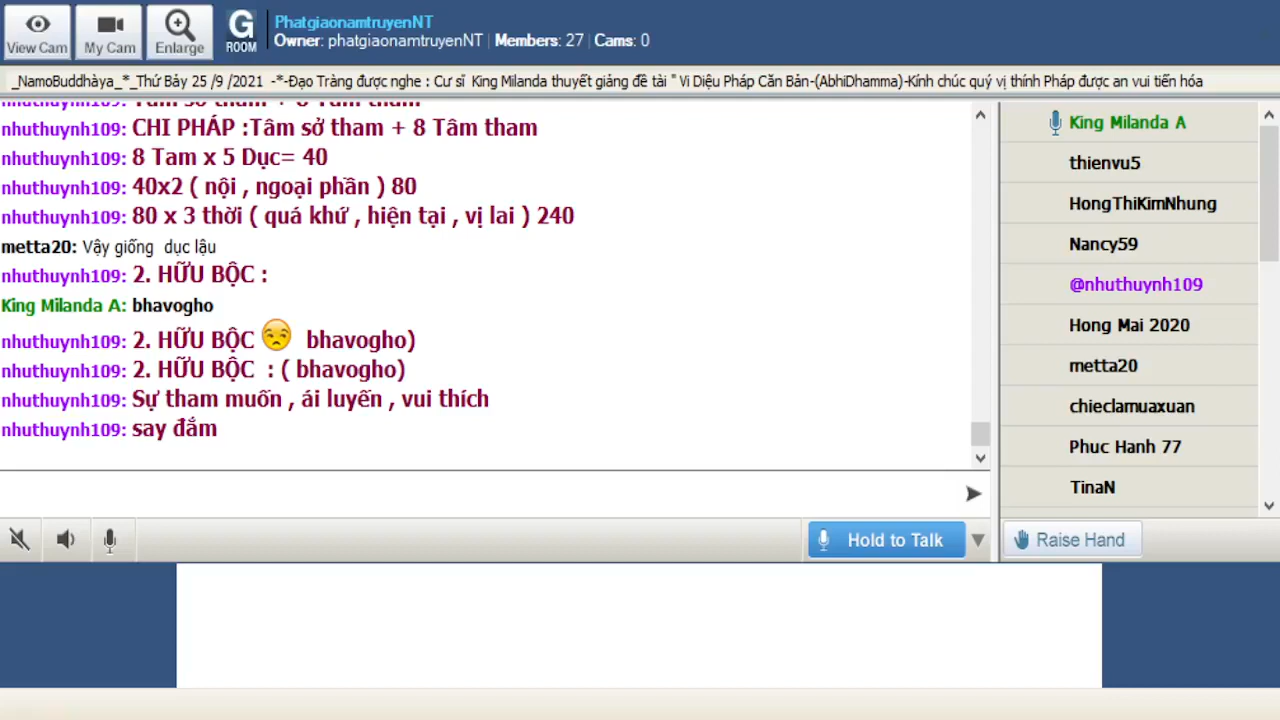 View Cam
My Cam
Enlarge
G
ROOM
PhatgiaonamtruyenNT
Owner: phatgiaonamtruyenNT | Members: 27 | Cams: 0
_NamoBuddhàya_*_Thứ Bảy 25 /9 /2021 -*-Đạo Tràng được nghe : Cư sĩ King Milanda thuyết giảng đề tài " Vi Diệu Pháp Căn Bản-(AbhiDhamma)-Kính chúc quý vị thính Pháp được an vui tiến hóa
nhuthuynh109: CHI PHÁP :Tâm sở tham + 8 Tâm tham
nhuthuynh109: 8 Tam x 5 Dục= 40
nhuthuynh109: 40x2 ( nội , ngoại phần ) 80
nhuthuynh109: 80 x 3 thời ( quá khứ , hiện tại , vị lai ) 240
metta20: Vậy giống dục lậu
nhuthuynh109: 2. HỮU BỘC :
King Milanda A: bhavogho
nhuthuynh109: 2. HỮU BỘC bhavogho)
nhuthuynh109: 2. HỮU BỘC : ( bhavogho)
nhuthuynh109: Sự tham muốn , ái luyến , vui thích
nhuthuynh109: say đắm
King Milanda A
thienvu5
HongThiKimNhung
Nancy59
@nhuthuynh109
Hong Mai 2020
metta20
chieclamuaxuan
Phuc Hanh 77
TinaN
Hold to Talk
Raise Hand